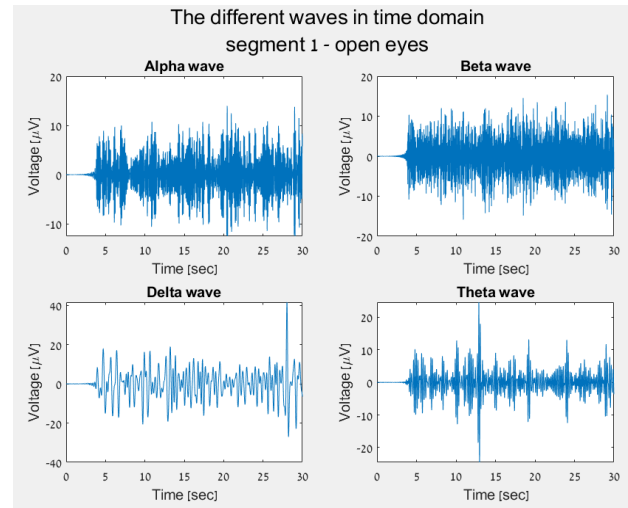 The different waves in time domain
segment 1 - open eyes
Alpha wave
20
10
0
-10
Voltage [μV]
0 5 10 15 20 25 30
Time [sec]
Beta wave
20
10
0
-10
-20
Voltage [μV]
0 5 10 15 20 25 30
Time [sec]
Delta wave
40
20
0
-20
-40
Voltage [μV]
0 5 10 15 20 25 30
Time [sec]
Theta wave
20
10
0
-10
-20
Voltage [μV]
0 5 10 15 20 25 30
Time [sec]